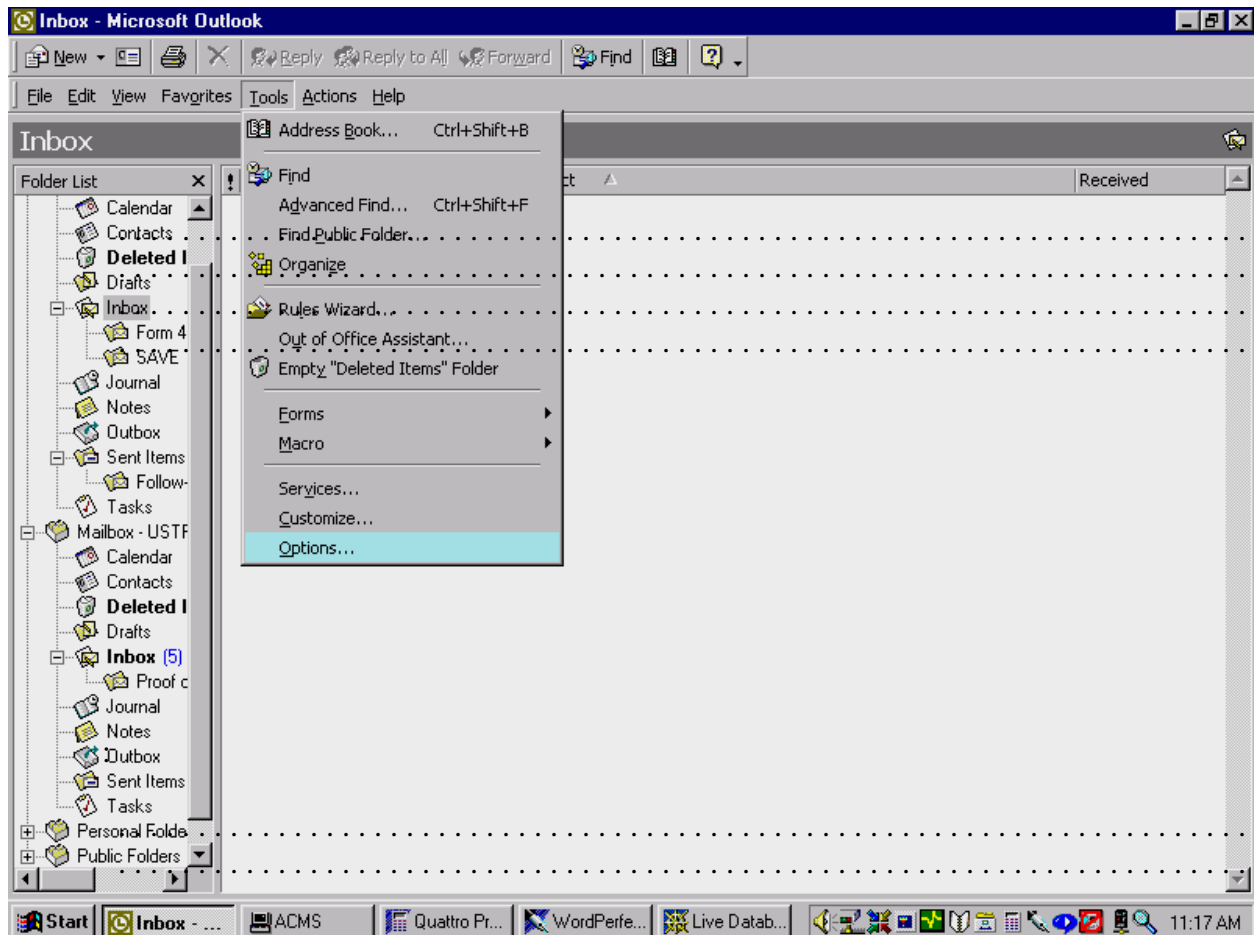 Inbox - Microsoft Outlook
New Reply Reply to All Forward Find
File Edit View Favorites Tools Actions Help
Inbox
Folder List
Calendar
Contacts
Deleted I
Drafts
Inbox
Form 4
SAVE
Journal
Notes
Outbox
Sent Items
Follow-
Tasks
Mailbox - USTF
Calendar
Contacts
Deleted I
Drafts
Inbox (5)
Proof c
Journal
Notes
Outbox
Sent Items
Tasks
Personal Folde
Public Folders
! ct Received
Address Book... Ctrl+Shift+B
Find
Advanced Find... Ctrl+Shift+F
Find Public Folder...
Organize
Rules Wizard...
Out of Office Assistant...
Empty "Deleted Items" Folder
Forms
Macro
Services...
Customize...
Options...
Start Inbox - ... ACMS Quattro Pr... WordPerfe... Live Datab... 11:17 AM